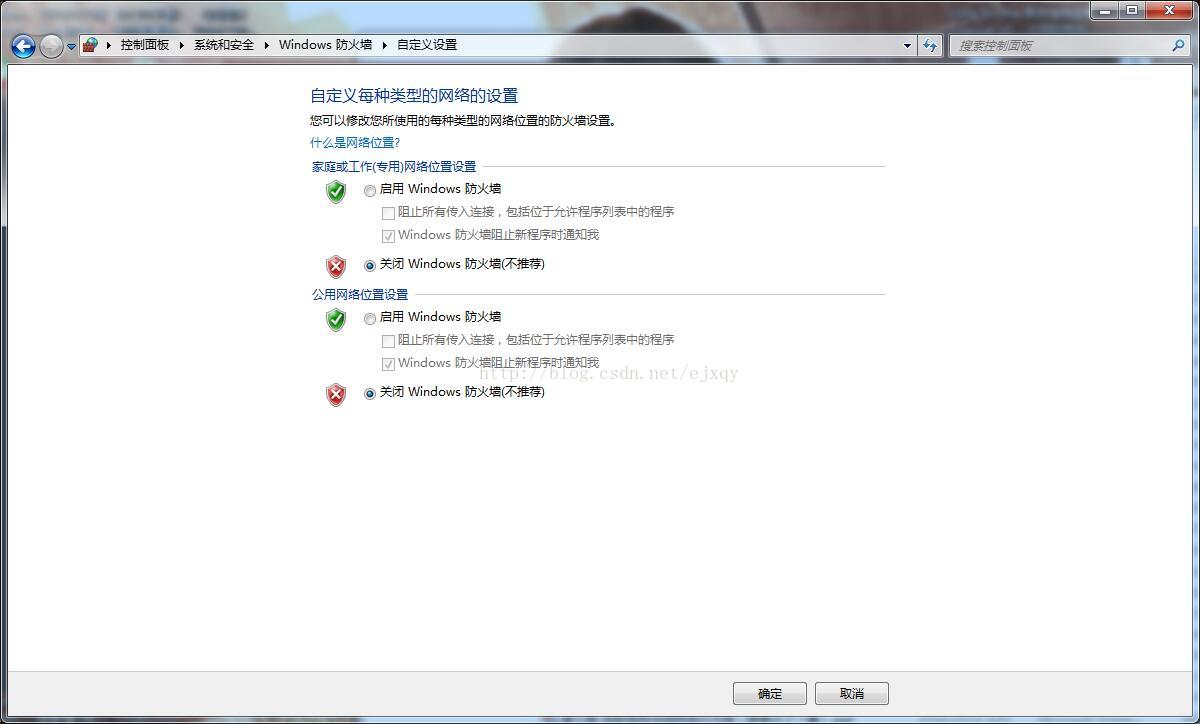 控制面板 系统和安全 Windows 防火墙 自定义设置
搜索控制面板
自定义每种类型的网络的设置
您可以修改您所使用的每种类型的网络位置的防火墙设置。
什么是网络位置?
家庭或工作(专用)网络位置设置
启用 Windows 防火墙
阻止所有传入连接，包括位于允许程序列表中的程序
Windows 防火墙阻止新程序时通知我
关闭 Windows 防火墙(不推荐)
公用网络位置设置
启用 Windows 防火墙
阻止所有传入连接，包括位于允许程序列表中的程序
Windows 防火墙阻止新程序时通知我
http://blog.csdn.net/ejxqy
关闭 Windows 防火墙(不推荐)
确定 取消